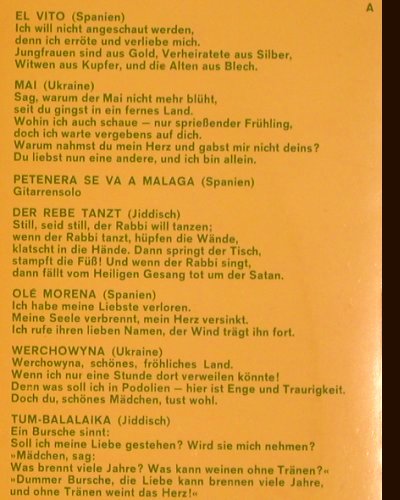 A
EL VITO (Spanien)
Ich will nicht angeschaut werden,
denn ich erröte und verliebe mich.
Jungfrauen sind aus Gold, Verheiratete aus Silber,
Witwen aus Kupfer, und die Alten aus Blech.
MAI (Ukraine)
Sag, warum der Mai nicht mehr blüht,
seit du gingst in ein fernes Land.
Wohin ich auch schaue – nur sprießender Frühling,
doch ich warte vergebens auf dich.
Warum nahmst du mein Herz und gabst mir nicht deins?
Du liebst nun eine andere, und ich bin allein.
PETENERA SE VA A MALAGA (Spanien)
Gitarrensolo
DER REBE TANZT (Jiddisch)
Still, seid still, der Rabbi will tanzen;
wenn der Rabbi tanzt, hüpfen die Wände,
klatscht in die Hände. Dann springt der Tisch,
stampft die Füß! Und wenn der Rabbi singt,
dann fällt vom Heiligen Gesang tot um der Satan.
OLÉ MORENA (Spanien)
Ich habe meine Liebste verloren.
Meine Seele verbrennt, mein Herz versinkt.
Ich rufe ihren lieben Namen, der Wind trägt ihn fort.
WERCHOWYNA (Ukraine)
Werchowyna, schönes, fröhliches Land.
Wenn ich nur eine Stunde dort verweilen könnte!
Denn was soll ich in Podolien – hier ist Enge und Traurigkeit.
Doch du, schönes Mädchen, tust wohl.
TUM-BALALAIKA (Jiddisch)
Ein Bursche sinnt:
Soll ich meine Liebe gestehen? Wird sie mich nehmen?
»Mädchen, sag:
Was brennt viele Jahre? Was kann weinen ohne Tränen?«
»Dummer Bursche, die Liebe kann brennen viele Jahre,
und ohne Tränen weint das Herz!«